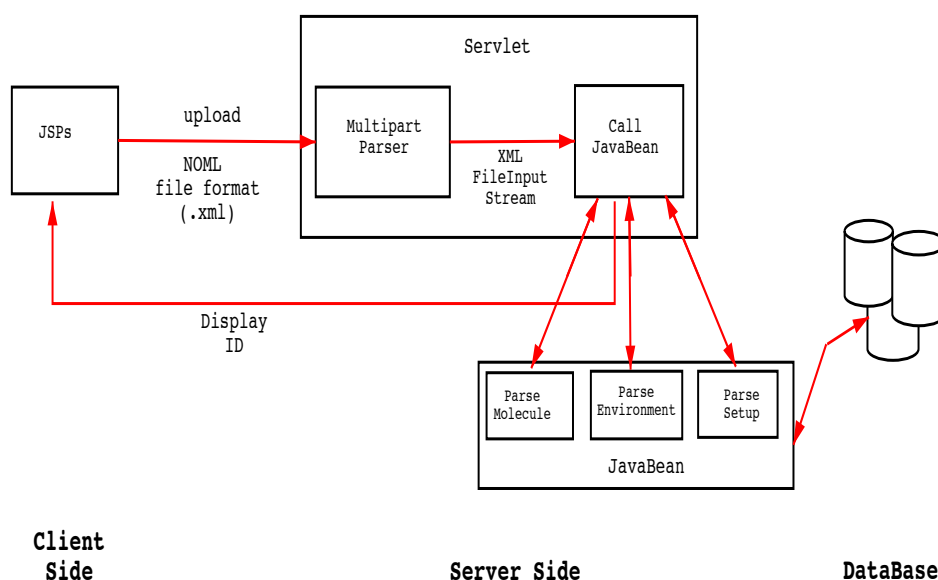 Servlet
JSPs
upload
NOML
file format
(.xml)
Multipart
Parser
XML
FileInput
Stream
Call
JavaBean
Display
ID
Parse
Molecule
Parse
Environment
Parse
Setup
JavaBean
Client
Side
Server Side
DataBase